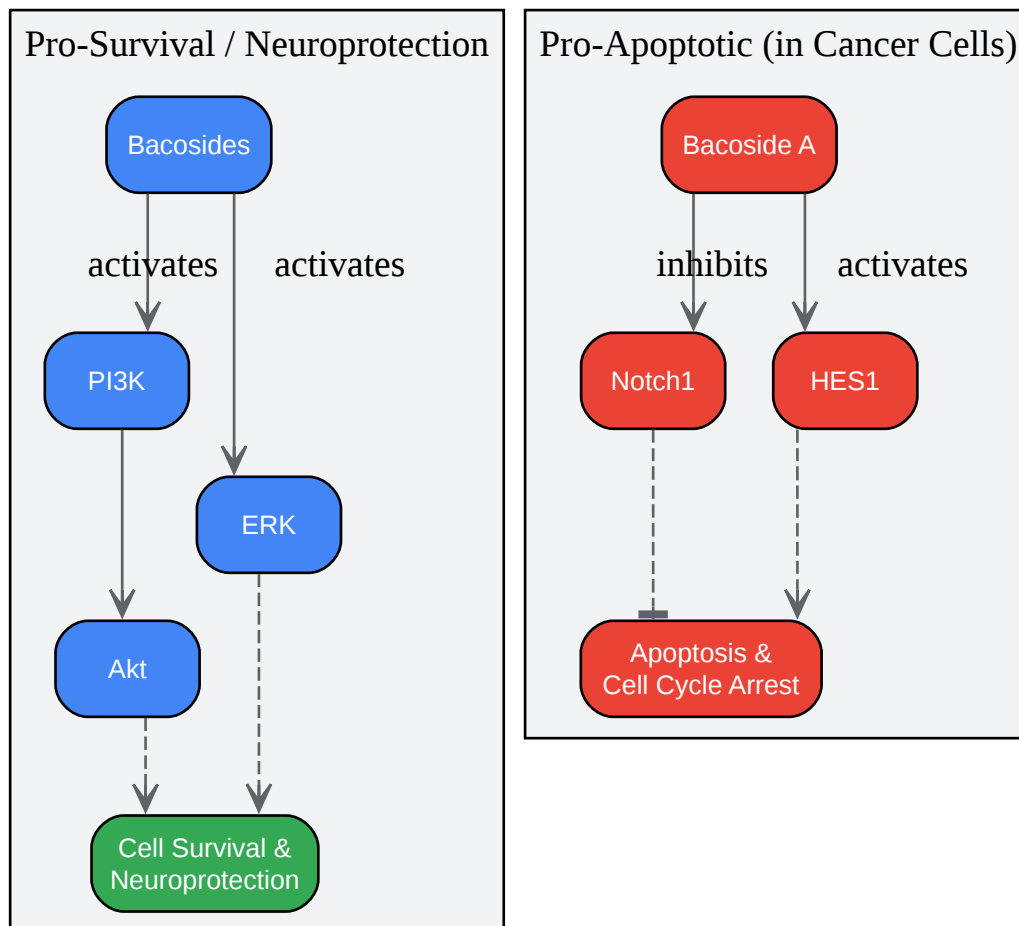 Pro-Survival / Neuroprotection
Bacosides
activates
activates
PI3K
ERK
Akt
Cell Survival &
Neuroprotection
Pro-Apoptotic (in Cancer Cells)
Bacoside A
inhibits
activates
Notch1
HES1
Apoptosis &
Cell Cycle Arrest